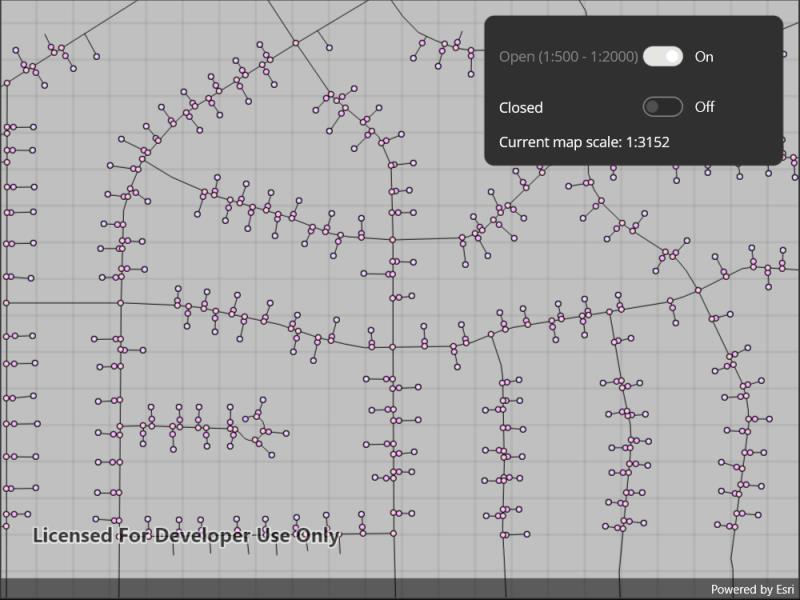 Open (1:500 - 1:2000) On
Closed Off
Current map scale: 1:3152
Licensed For Developer Use Only
Powered by Esri